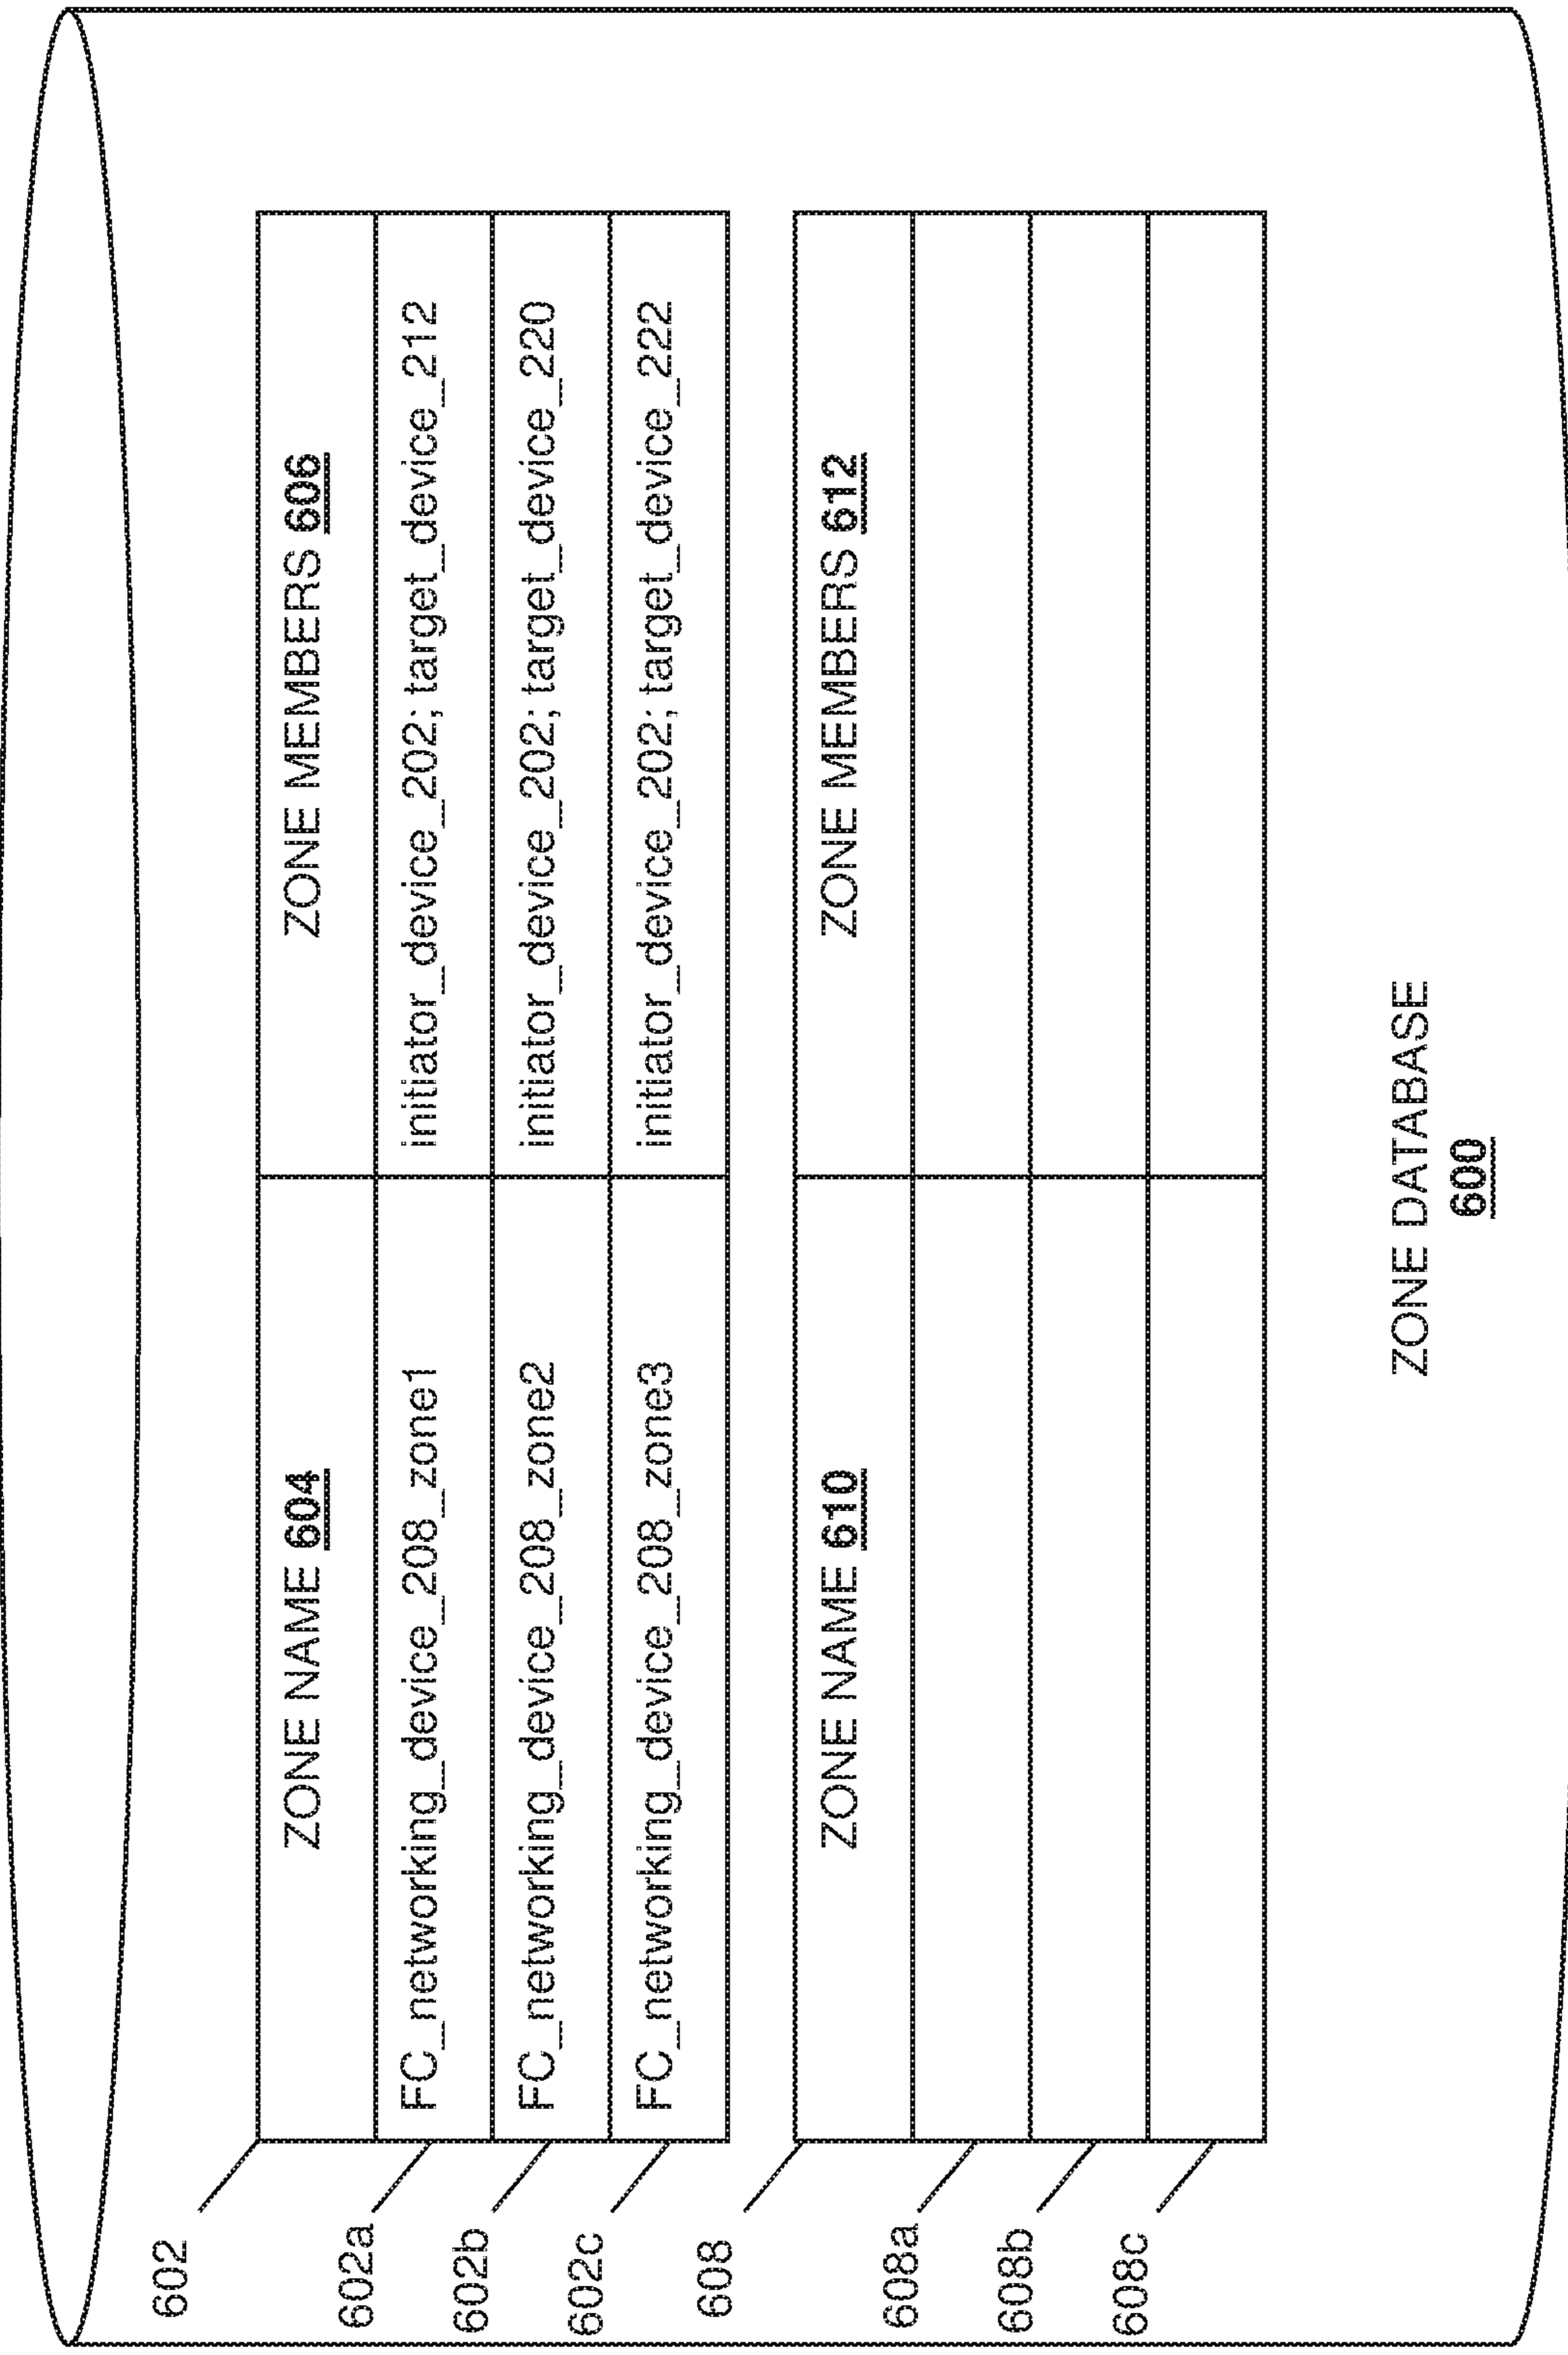 602
ZONE NAME 604 ZONE MEMBERS 606
602a FC_networking_device_208_zone1 initiator_device_202; target_device_212
602b FC_networking_device_208_zone2 initiator_device_202; target_device_220
602c FC_networking_device_208_zone3 initiator_device_202; target_device_222
608
ZONE NAME 610 ZONE MEMBERS 612
608a
608b
608c
ZONE DATABASE
600